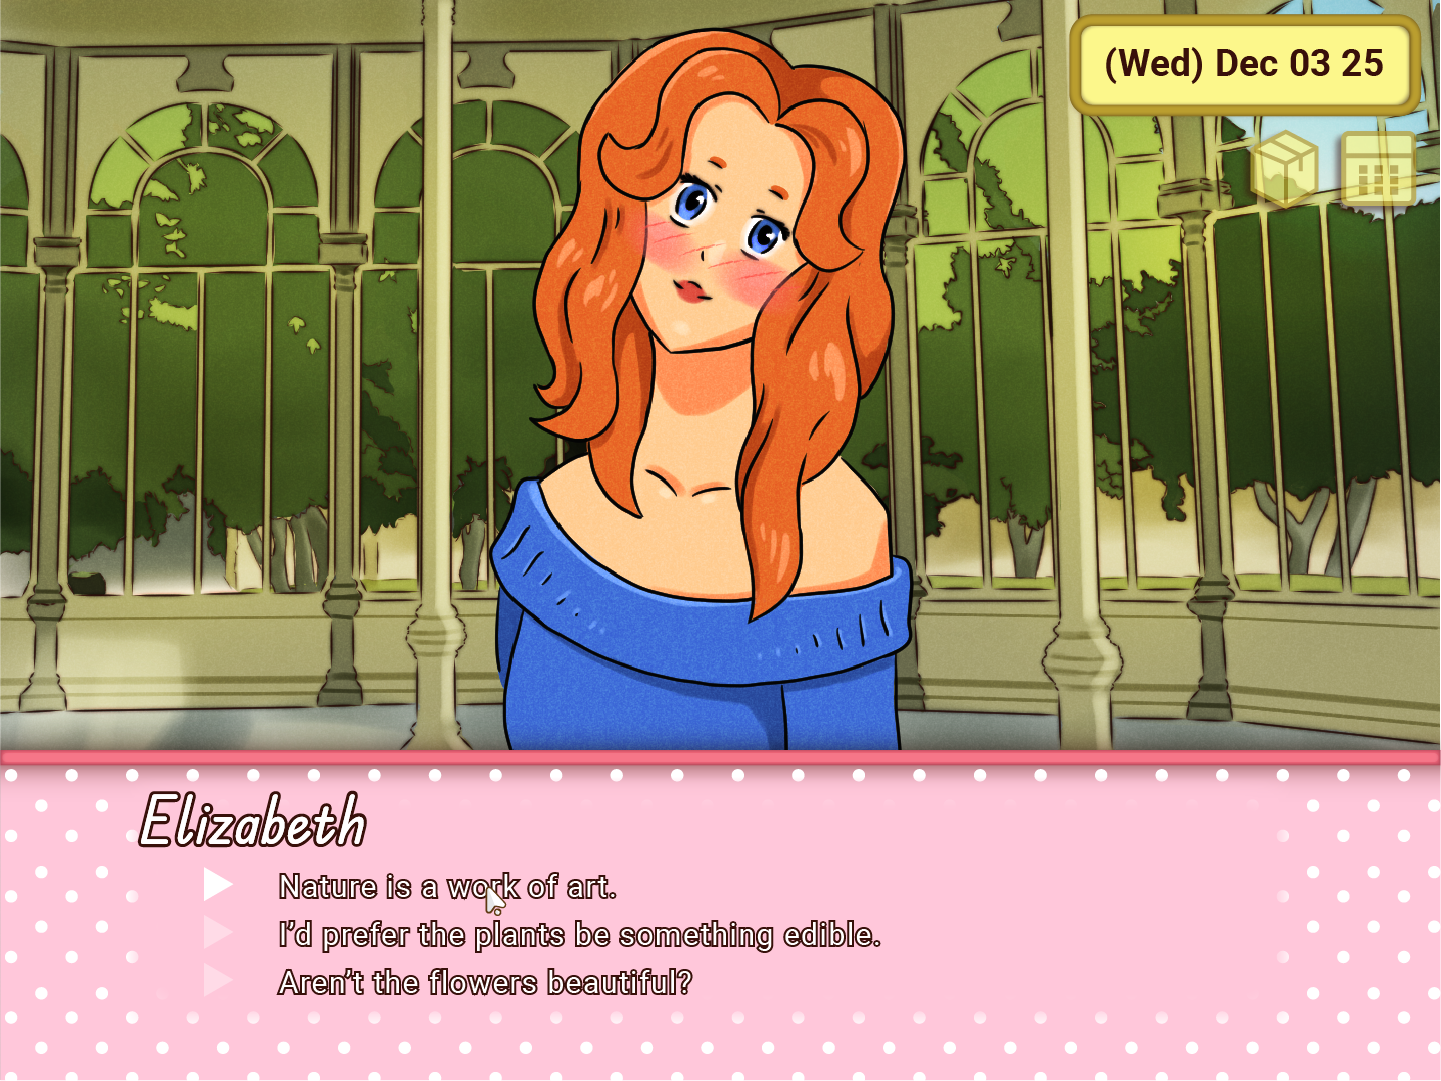 (Wed) Dec 03 25
Elizabeth
Nature is a work of art.
I'd prefer the plants be something edible.
Aren't the flowers beautiful?